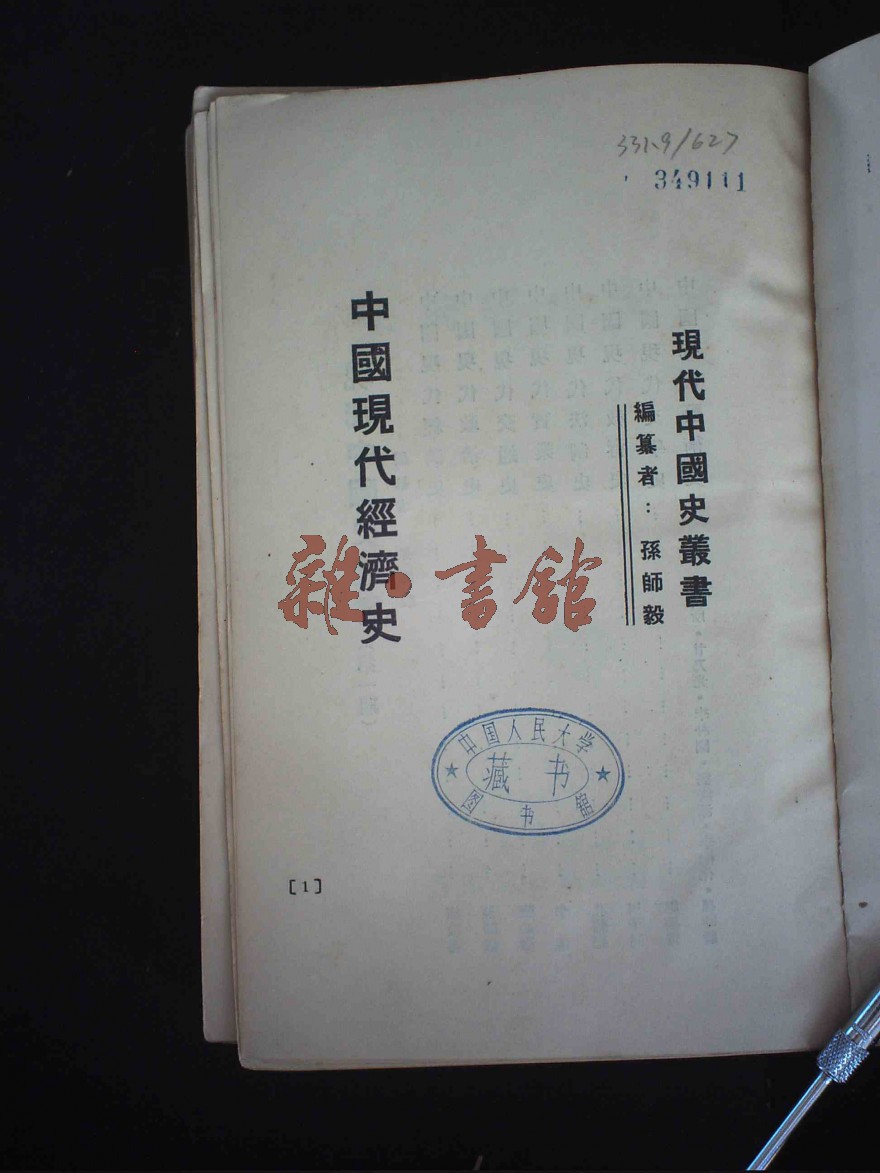 331.9/627
349111
現代中國史叢書
編纂者：孫師毅
中國現代經濟史
雜·書館
中国人民大学
藏书
图书馆
[1]